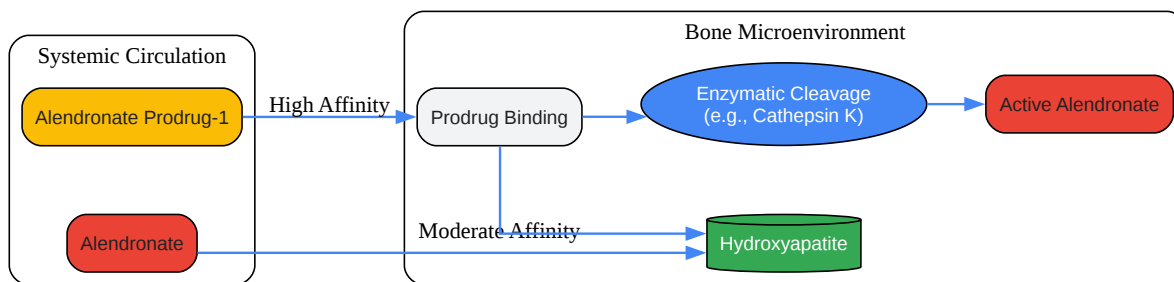 Bone Microenvironment
Systemic Circulation
Alendronate Prodrug-1
High Affinity
Prodrug Binding
Enzymatic Cleavage
(e.g., Cathepsin K)
Active Alendronate
Alendronate
Moderate Affinity
Hydroxyapatite